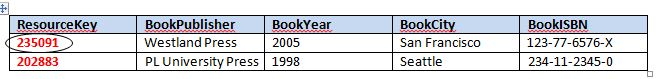 ResourceKey BookPublisher BookYear BookCity BookISBN
235091 Westland Press 2005 San Francisco 123-77-6576-X
202883 PL University Press 1998 Seattle 234-11-2345-0